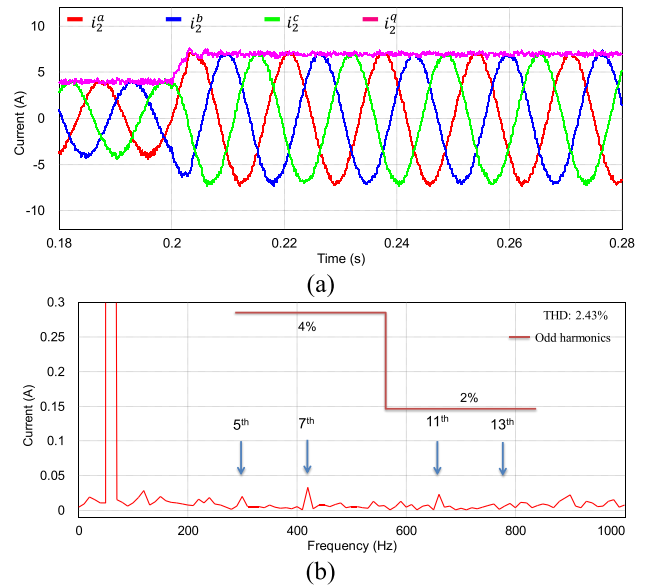 i₂ᵃ i₂ᵇ i₂ᶜ i₂^q
10
5
0
-5
-10
Current (A)
0.18 0.2 0.22 0.24 0.26 0.28
Time (s)
(a)
0.3
0.25
0.2
0.15
0.1
0.05
0
Current (A)
THD: 2.43%
4%
Odd harmonics
2%
5th 7th 11th 13th
0 200 400 600 800 1000
Frequency (Hz)
(b)